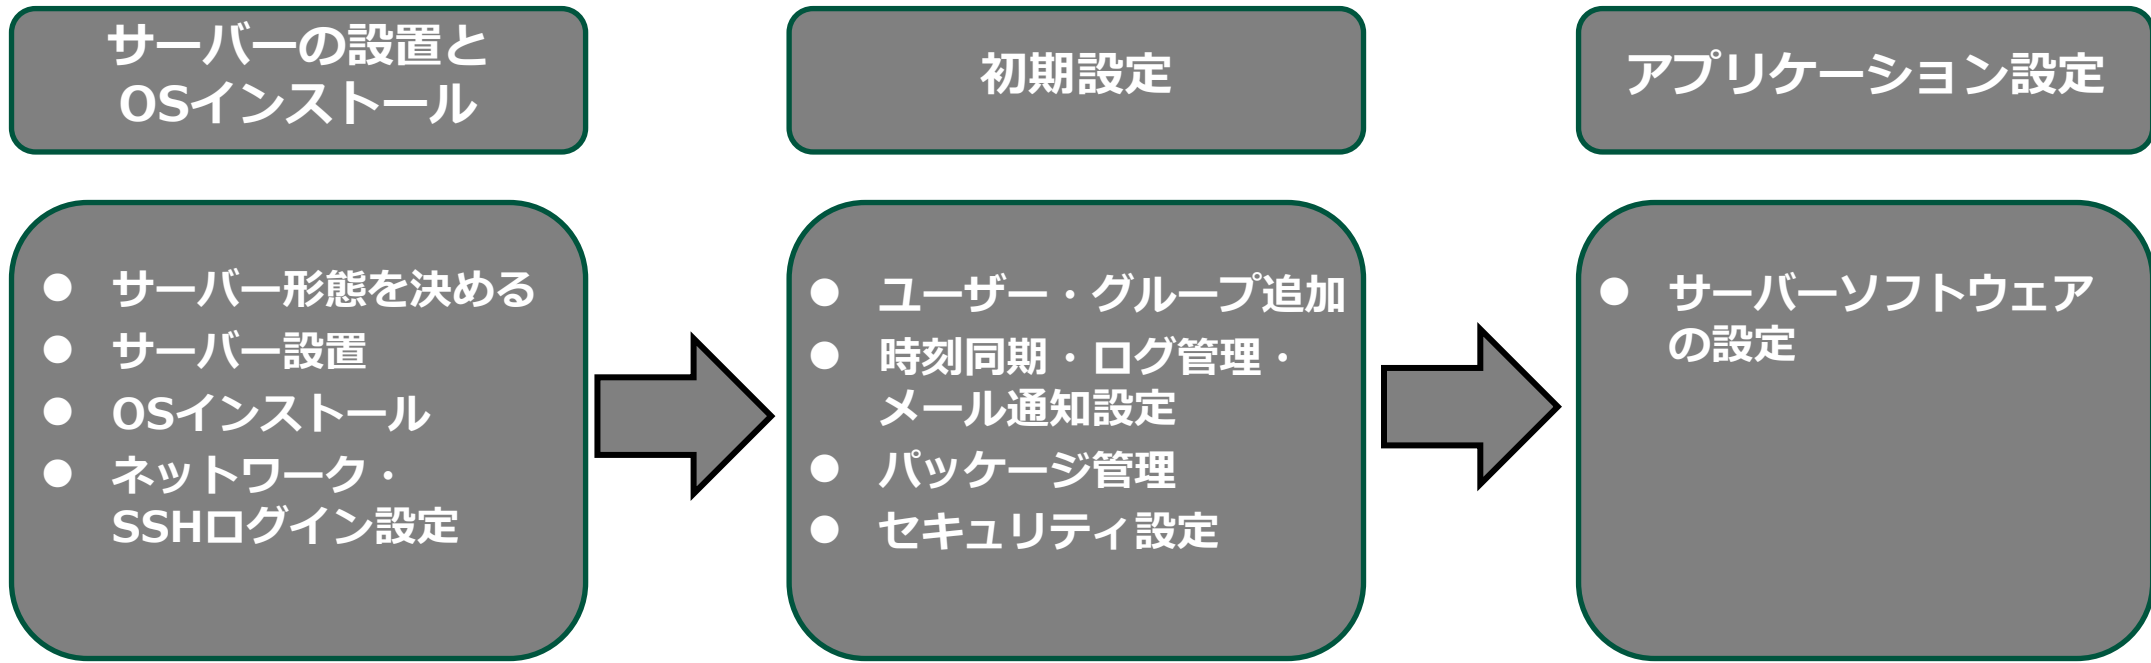 サーバーの設置と
OSインストール
初期設定
アプリケーション設定
● サーバー形態を決める
● サーバー設置
● OSインストール
● ネットワーク・
SSHログイン設定
● ユーザー・グループ追加
● 時刻同期・ログ管理・
メール通知設定
● パッケージ管理
● セキュリティ設定
● サーバーソフトウェア
の設定